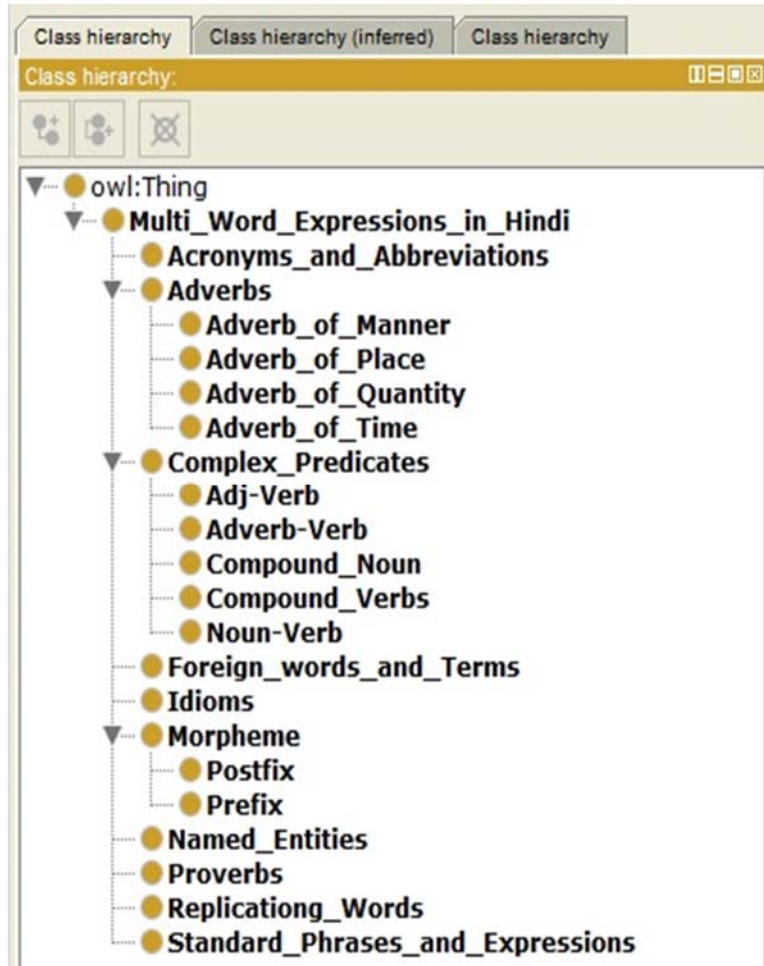 Class hierarchy Class hierarchy (inferred) Class hierarchy
Class hierarchy:
owl:Thing
Multi_Word_Expressions_in_Hindi
Acronyms_and_Abbreviations
Adverbs
Adverb_of_Manner
Adverb_of_Place
Adverb_of_Quantity
Adverb_of_Time
Complex_Predicates
Adj-Verb
Adverb-Verb
Compound_Noun
Compound_Verbs
Noun-Verb
Foreign_words_and_Terms
Idioms
Morpheme
Postfix
Prefix
Named_Entities
Proverbs
Replicationg_Words
Standard_Phrases_and_Expressions